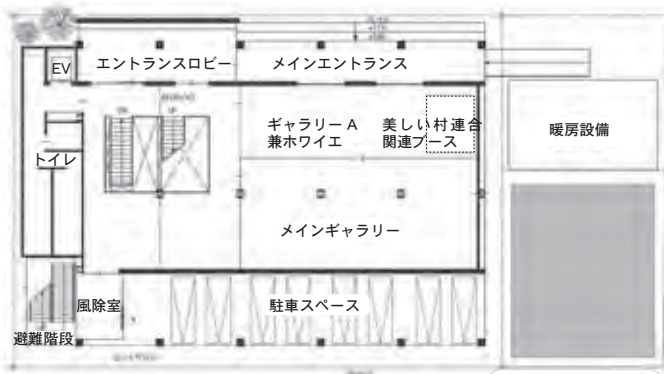 エントランスロビー
メインエントランス
EV
ギャラリー A
兼ホワイエ
美しい村連合
関連ブース
暖房設備
トイレ
メインギャラリー
風除室
駐車スペース
避難階段